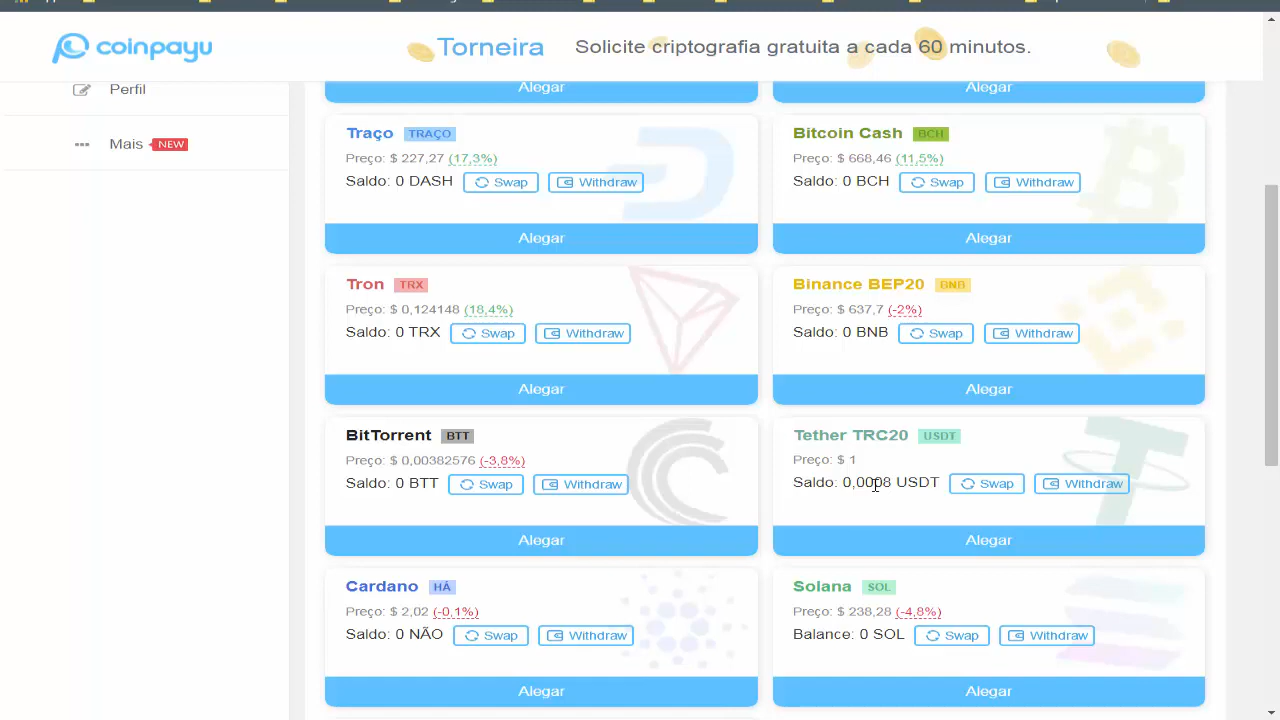 coinpayu
Torneira
Solicite criptografia gratuita a cada 60 minutos.
Perfil
Mais NEW
Alegar
Alegar
Traço TRAÇO
Preço: $ 227,27 (17,3%)
Saldo: 0 DASH Swap Withdraw
Alegar
Bitcoin Cash BCH
Preço: $ 668,46 (11,5%)
Saldo: 0 BCH Swap Withdraw
Alegar
Tron TRX
Preço: $ 0,124148 (18,4%)
Saldo: 0 TRX Swap Withdraw
Alegar
Binance BEP20 BNB
Preço: $ 637,7 (-2%)
Saldo: 0 BNB Swap Withdraw
Alegar
BitTorrent BTT
Preço: $ 0,00382576 (-3,8%)
Saldo: 0 BTT Swap Withdraw
Alegar
Tether TRC20 USDT
Preço: $ 1
Saldo: 0,0008 USDT Swap Withdraw
Alegar
Cardano HÁ
Preço: $ 2,02 (-0,1%)
Saldo: 0 NÃO Swap Withdraw
Alegar
Solana SOL
Preço: $ 238,28 (-4,8%)
Balance: 0 SOL Swap Withdraw
Alegar